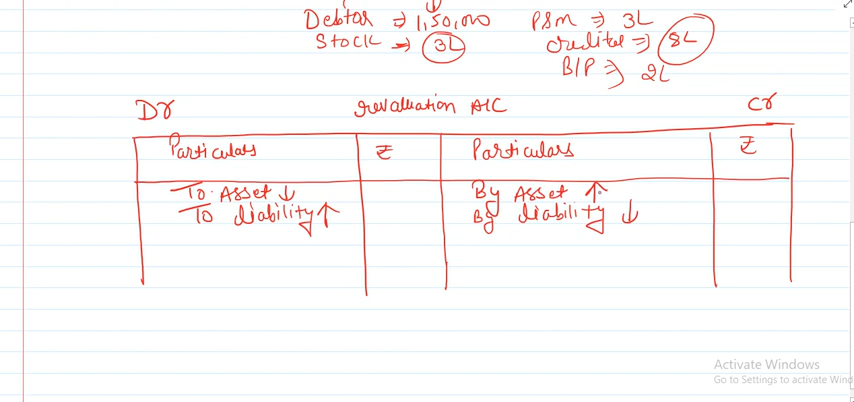 Debtor ⇒ 1,50,000 P&M ⇒ 3L
Stock → 3L Creditor ⇒ 8L
B/P ⇒ 2L
Dr revaluation A/C Cr
Particulars ₹ Particulars ₹
To Asset ↓ By Asset ↑
To liability ↑ By liability ↓
Activate Windows
Go to Settings to activate Wind